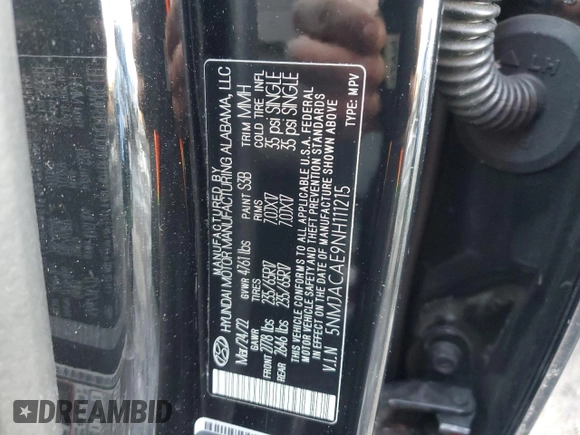 MANUFACTURED BY
HYUNDAI MOTOR MANUFACTURING ALABAMA, LLC
Mar/24/22 GVWR 4761 lbs PAINT S3B TRIM MMH
GAWR TIRES RIMS COLD TIRE INFL
FRONT 2778 lbs 235/65R17 7.0JX17 35 psi SINGLE
REAR 2646 lbs 235/65R17 7.0JX17 35 psi SINGLE
THIS VEHICLE CONFORMS TO ALL APPLICABLE U.S.A. FEDERAL
MOTOR VEHICLE SAFETY AND THEFT PREVENTION STANDARDS
IN EFFECT ON THE DATE OF MANUFACTURE SHOWN ABOVE
V.I.N 5NMJACAE9NH111215 TYPE: MPV
LH
DREAMBID